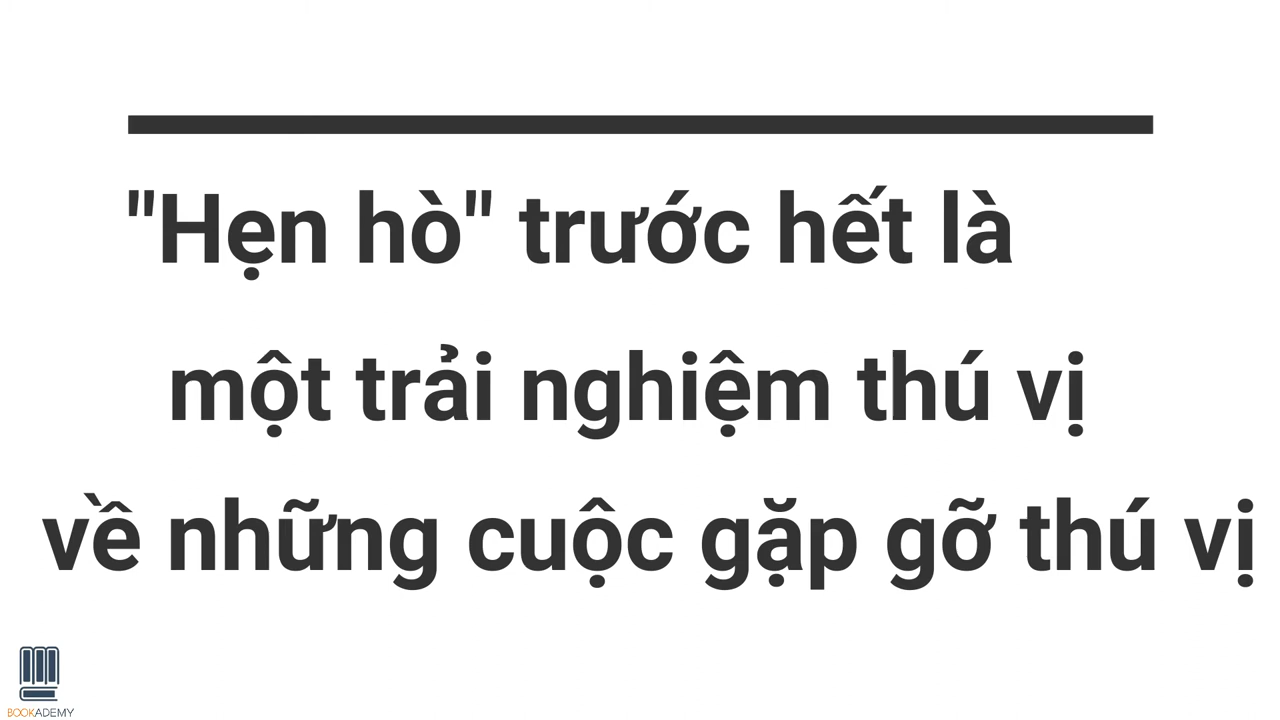 "Hẹn hò" trước hết là
một trải nghiệm thú vị
về những cuộc gặp gỡ thú vị
BOOKADEMY